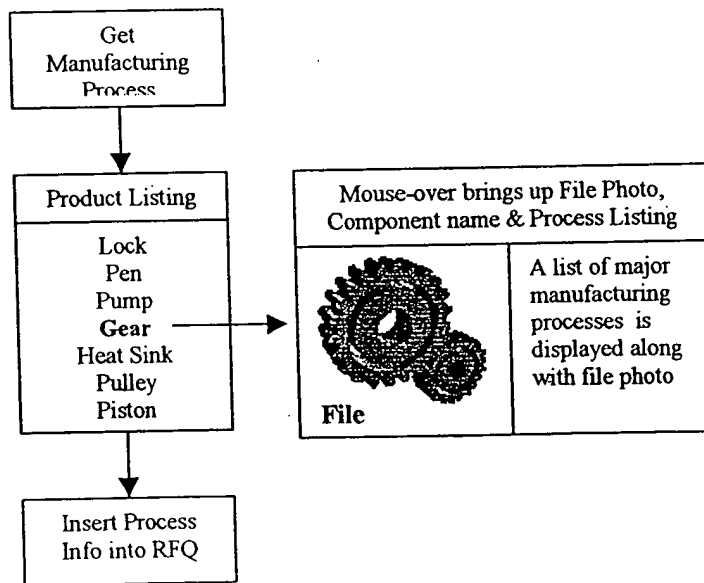 Get
Manufacturing
Process
Product Listing
Lock
Pen
Pump
Gear
Heat Sink
Pulley
Piston
Mouse-over brings up File Photo,
Component name & Process Listing
File
A list of major
manufacturing
processes is
displayed along
with file photo
Insert Process
Info into RFQ